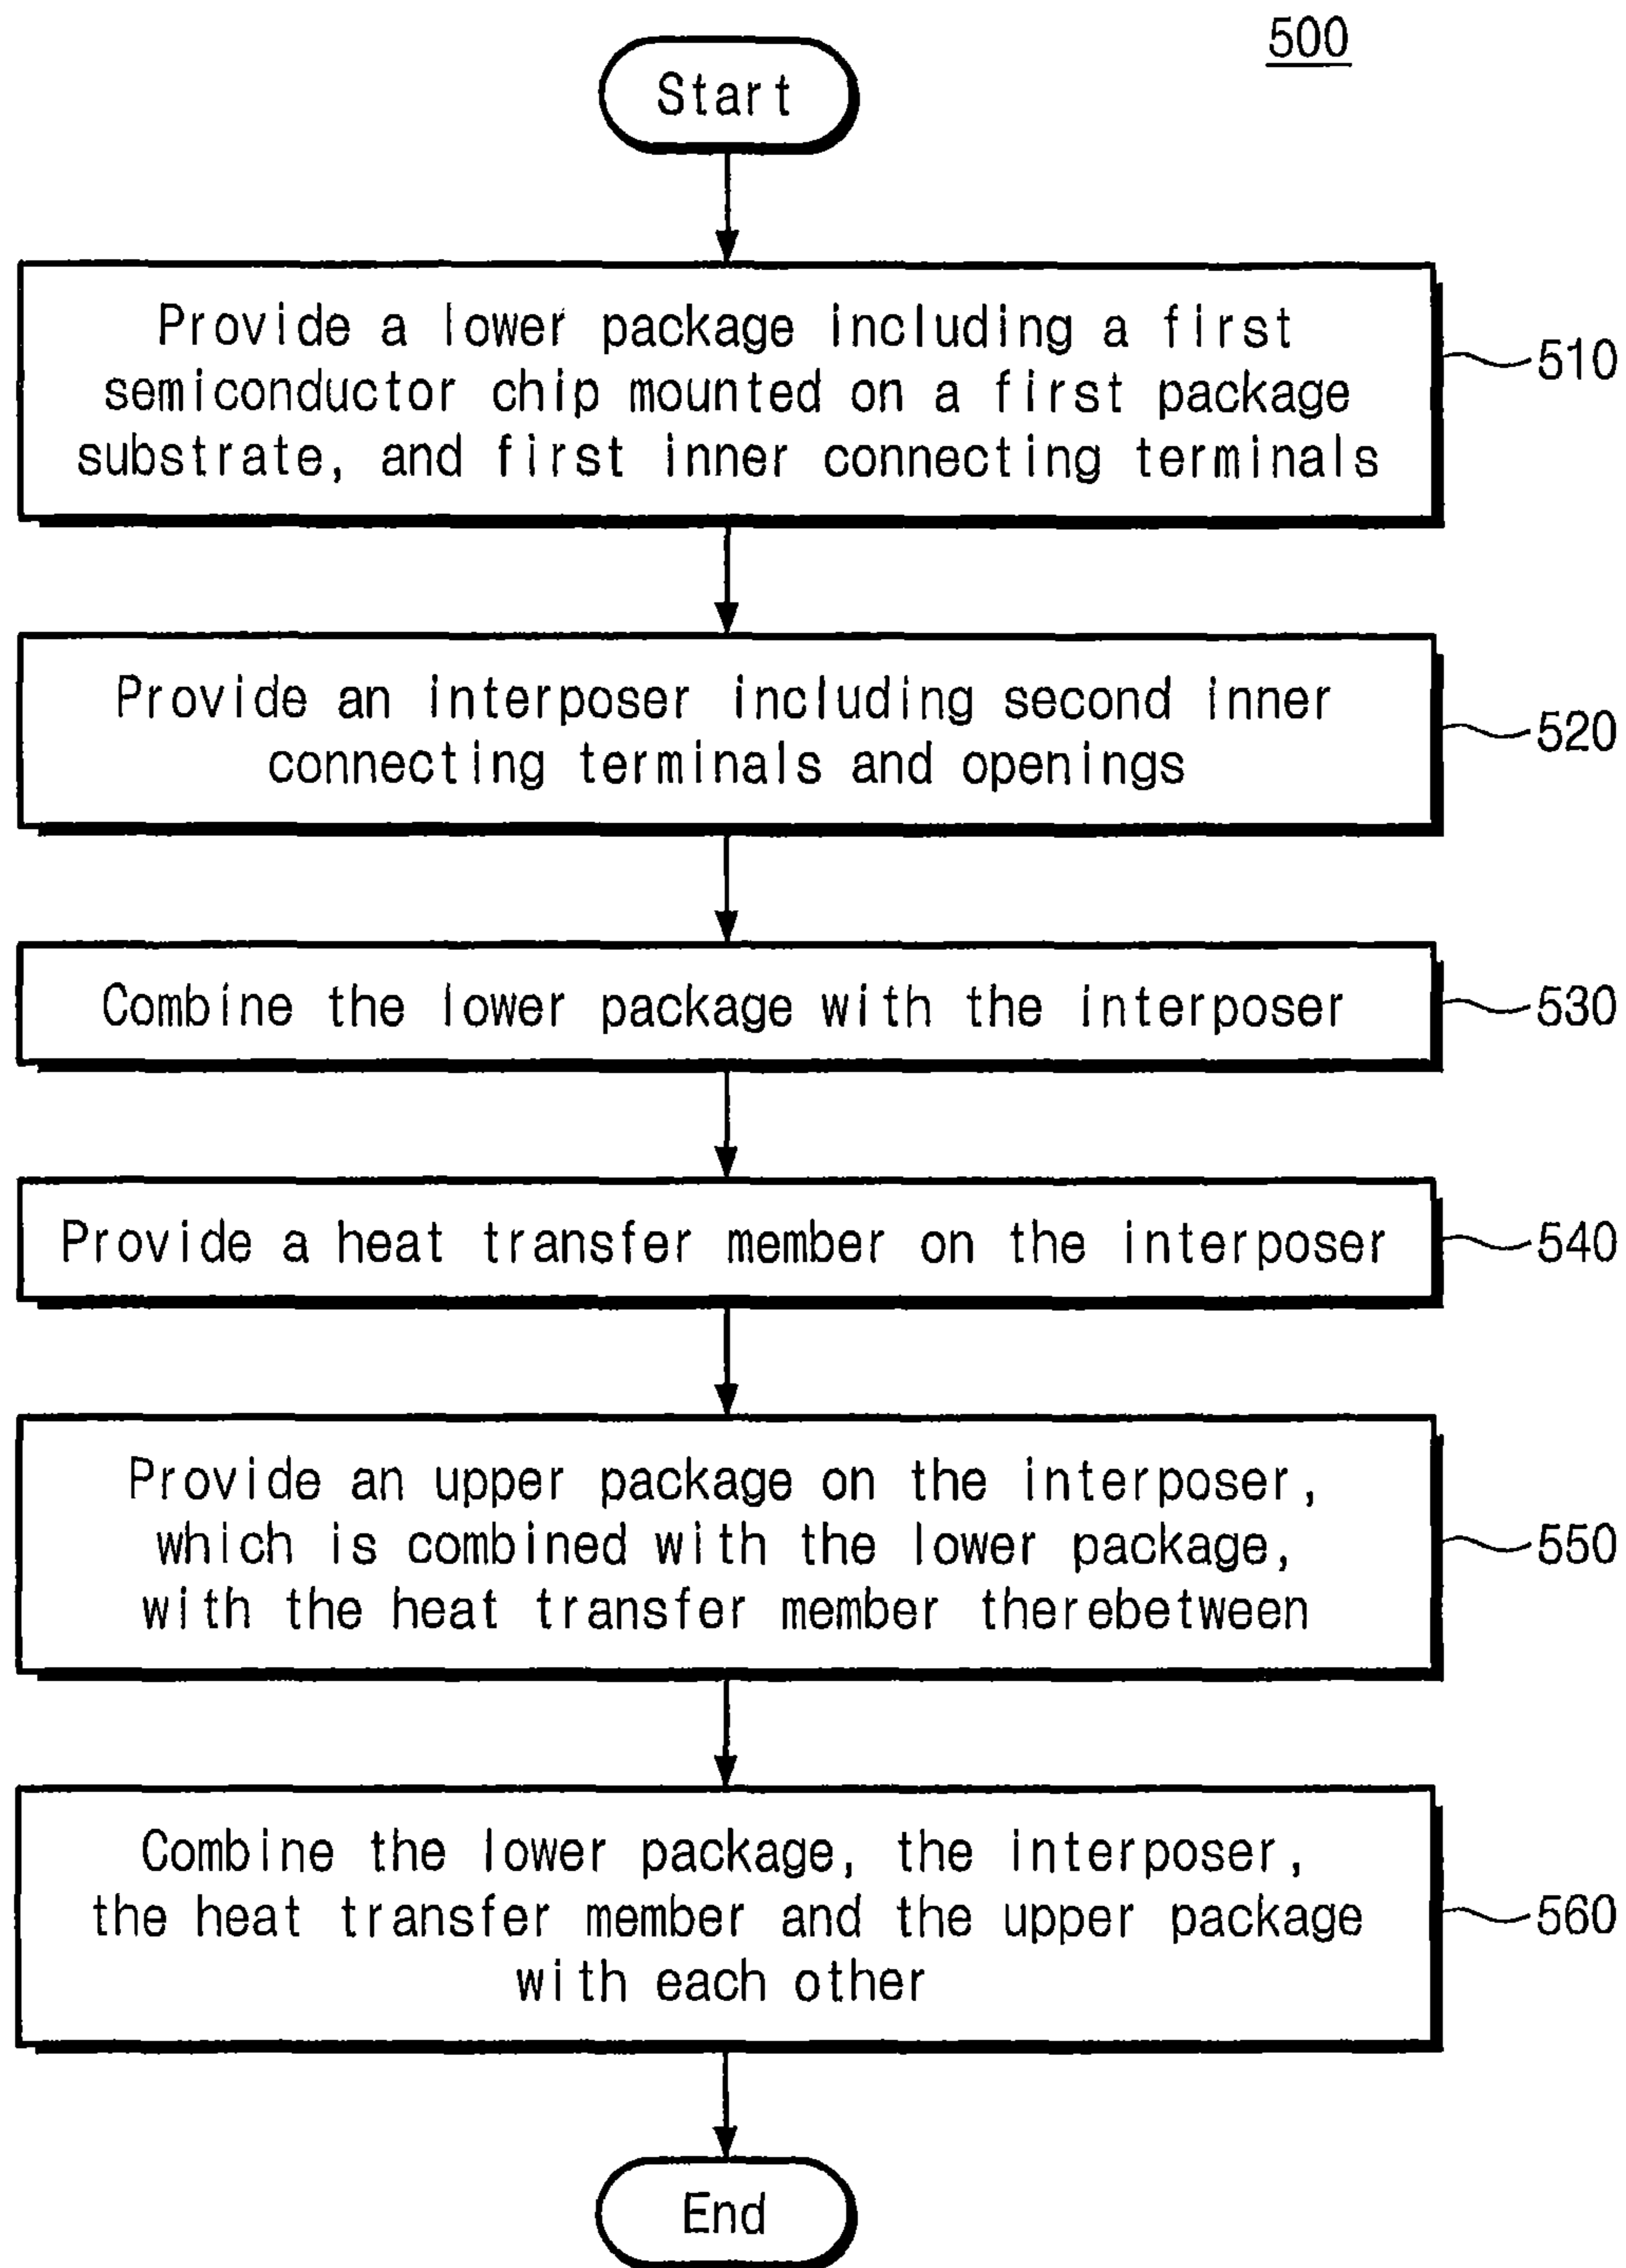 500
Start
Provide a lower package including a first
semiconductor chip mounted on a first package
substrate, and first inner connecting terminals
510
Provide an interposer including second inner
connecting terminals and openings
520
Combine the lower package with the interposer
530
Provide a heat transfer member on the interposer
540
Provide an upper package on the interposer,
which is combined with the lower package,
with the heat transfer member therebetween
550
Combine the lower package, the interposer,
the heat transfer member and the upper package
with each other
560
End